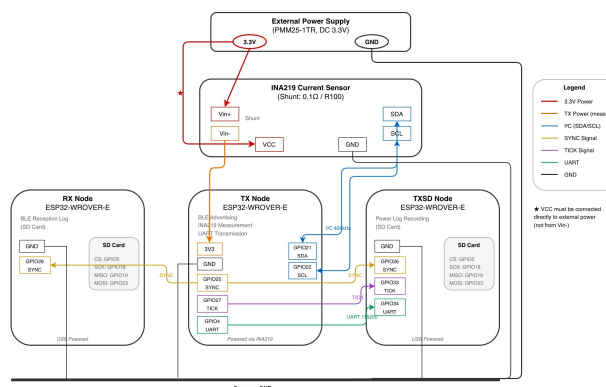 External Power Supply
(PMM25-1TR, DC 3.3V)
3.3V
GND
INA219 Current Sensor
(Shunt: 0.1Ω / R100)
Vin+
Shunt
Vin-
VCC
GND
SDA
SCL
Legend
3.3V Power
TX Power (meas
I²C (SDA/SCL)
SYNC Signal
TICK Signal
UART
GND
★ VCC must be connected
directly to external power
(not from Vin-)
★
RX Node
ESP32-WROVER-E
BLE Reception Log
(SD Card)
GND
GPIO26
SYNC
SD Card
CS: GPIO5
SCK: GPIO18
MISO: GPIO19
MOSI: GPIO23
USB Powered
SYNC
TX Node
ESP32-WROVER-E
BLE Advertising
INA219 Measurement
UART Transmission
3V3
GND
GPIO25
SYNC
GPIO27
TICK
GPIO4
UART
GPIO21
SDA
GPIO22
SCL
Powered via INA219
I²C 400kHz
SYNC
TICK
UART 115200
TXSD Node
ESP32-WROVER-E
Power Log Recording
(SD Card)
GND
GPIO26
SYNC
GPIO33
TICK
GPIO34
UART
SD Card
CS: GPIO5
SCK: GPIO18
MISO: GPIO19
MOSI: GPIO23
USB Powered